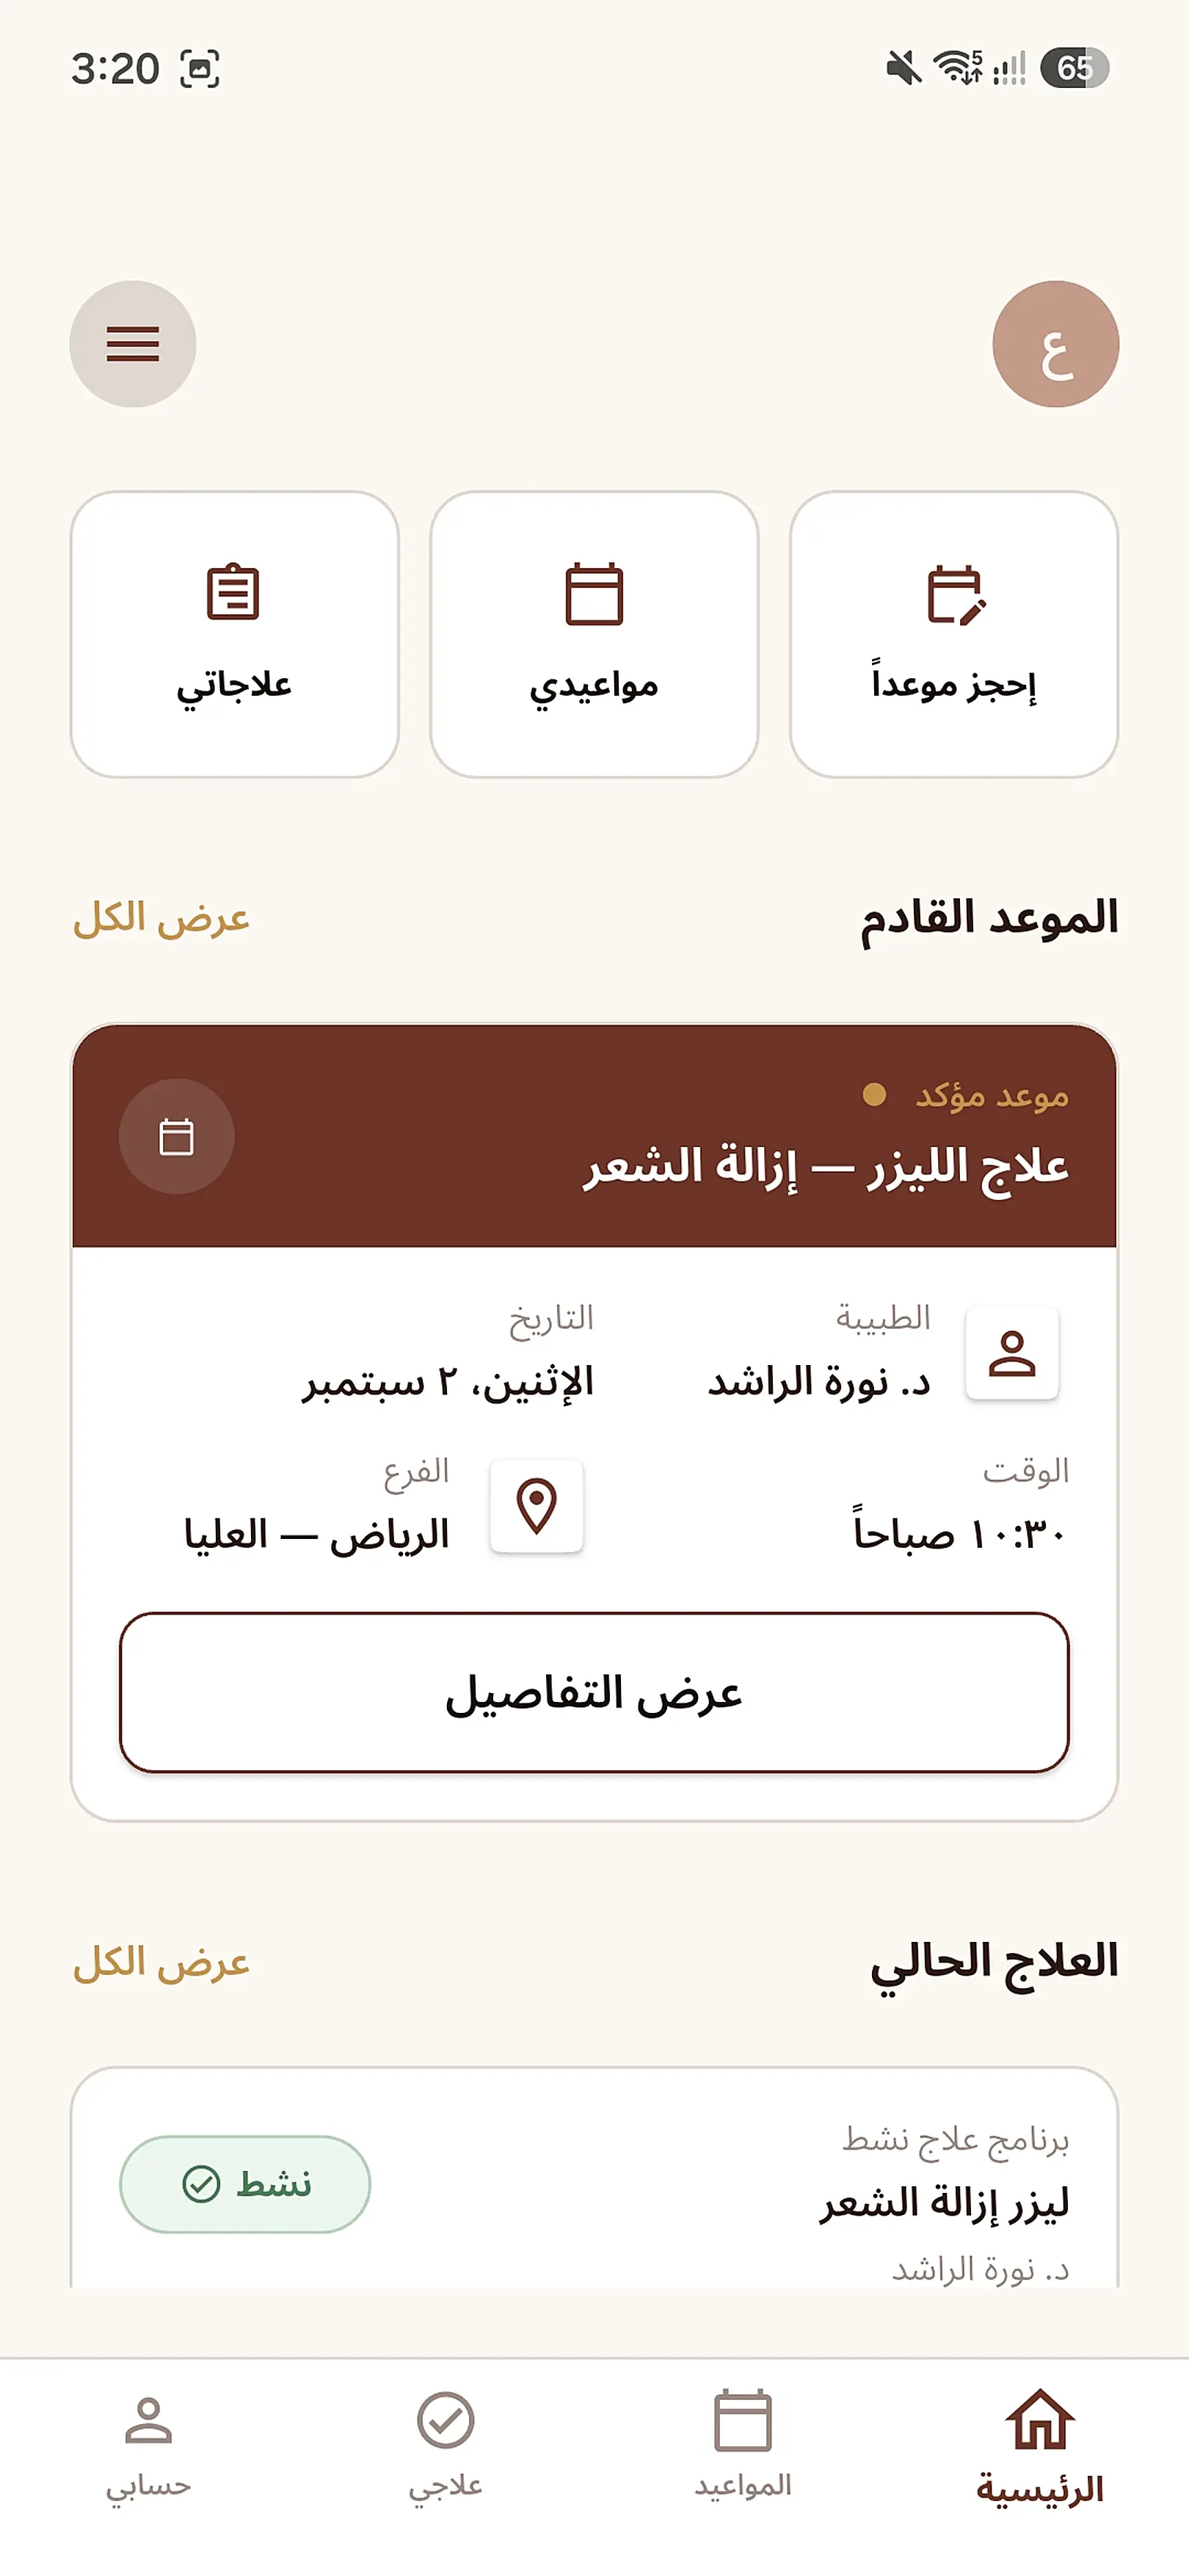 3:20
65
ع
إحجز موعداً
مواعيدي
علاجاتي
الموعد القادم
عرض الكل
موعد مؤكد
علاج الليزر — إزالة الشعر
الطبيبة
د. نورة الراشد
التاريخ
الإثنين، ٢ سبتمبر
الوقت
١٠:٣٠ صباحاً
الفرع
الرياض — العليا
عرض التفاصيل
العلاج الحالي
عرض الكل
برنامج علاج نشط
ليزر إزالة الشعر
د. نورة الراشد
نشط
الرئيسية
المواعيد
علاجي
حسابي